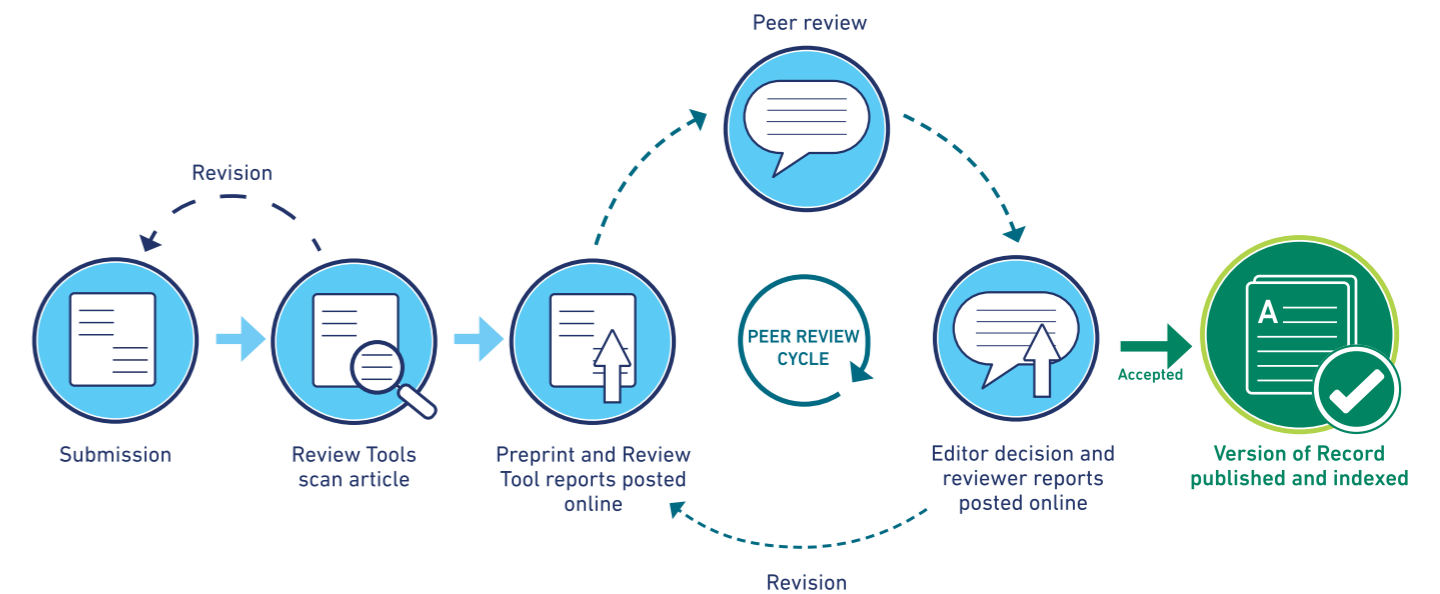 Peer review
Revision
PEER REVIEW
CYCLE
Accepted
A
Submission
Review Tools
scan article
Preprint and Review
Tool reports posted
online
Editor decision and
reviewer reports
posted online
Version of Record
published and indexed
Revision